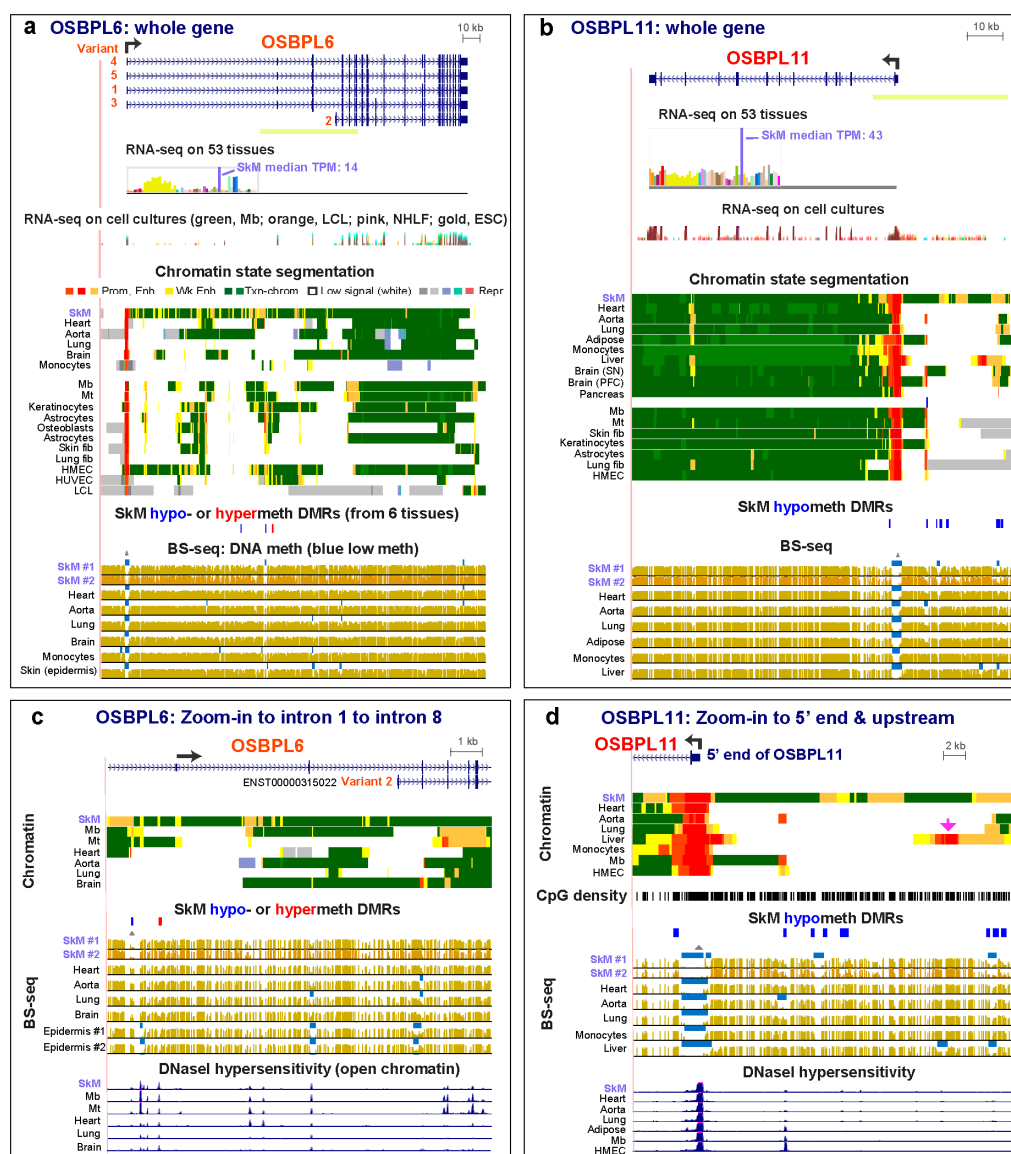 a OSBPL6: whole gene
10 kb
OSBPL6
Variant
4
5
1
3
2
RNA-seq on 53 tissues
SkM median TPM: 14
RNA-seq on cell cultures (green, Mb; orange, LCL; pink, NHLF; gold, ESC)
Chromatin state segmentation
Prom, Enh Wk Enh Txn-chrom Low signal (white) Repr
SkM
Heart
Aorta
Lung
Brain
Monocytes
Mb
Mt
Keratinocytes
Astrocytes
Osteoblasts
Astrocytes
Skin fib
Lung fib
HMEC
HUVEC
LCL
SkM hypo- or hypermeth DMRs (from 6 tissues)
BS-seq: DNA meth (blue low meth)
SkM #1
SkM #2
Heart
Aorta
Lung
Brain
Monocytes
Skin (epidermis)
b OSBPL11: whole gene
10 kb
OSBPL11
RNA-seq on 53 tissues
SkM median TPM: 43
RNA-seq on cell cultures
Chromatin state segmentation
SkM
Heart
Aorta
Lung
Adipose
Monocytes
Liver
Brain (SN)
Brain (PFC)
Pancreas
Mb
Mt
Skin fib
Keratinocytes
Astrocytes
Lung fib
HMEC
SkM hypometh DMRs
BS-seq
SkM #1
SkM #2
Heart
Aorta
Lung
Adipose
Monocytes
Liver
c OSBPL6: Zoom-in to intron 1 to intron 8
OSBPL6
1 kb
ENST00000315022 Variant 2
Chromatin
SkM
Mb
Mt
Heart
Aorta
Lung
Brain
SkM hypo- or hypermeth DMRs
BS-seq
SkM #1
SkM #2
Heart
Aorta
Lung
Brain
Epidermis #1
Epidermis #2
DNaseI hypersensitivity (open chromatin)
SkM
Mb
Mt
Heart
Lung
Brain
d OSBPL11: Zoom-in to 5' end & upstream
OSBPL11
5' end of OSBPL11
2 kb
Chromatin
SkM
Heart
Aorta
Lung
Liver
Monocytes
Mb
HMEC
CpG density
SkM hypometh DMRs
BS-seq
SkM #1
SkM #2
Heart
Aorta
Lung
Monocytes
Liver
DNaseI hypersensitivity
SkM
Heart
Aorta
Lung
Adipose
Mb
HMEC